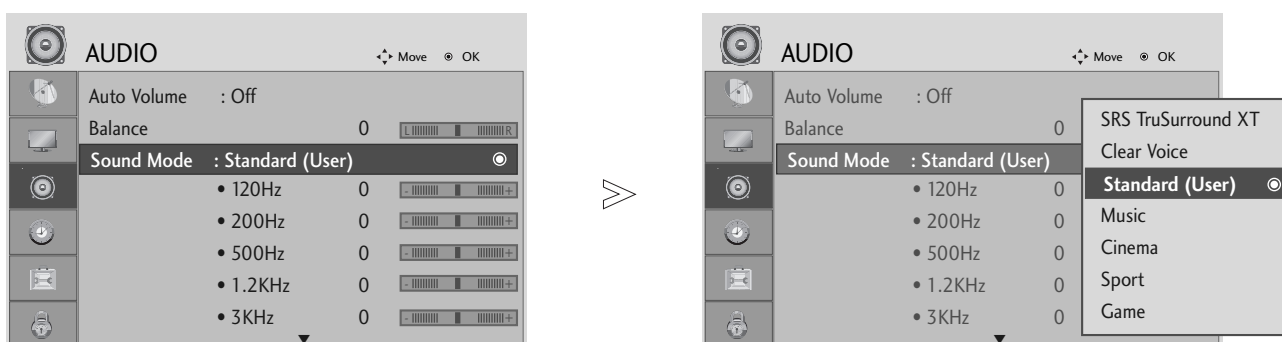 AUDIO Move OK
Auto Volume : Off
Balance 0 L R
Sound Mode : Standard (User)
• 120Hz 0 - +
• 200Hz 0 - +
• 500Hz 0 - +
• 1.2KHz 0 - +
• 3KHz 0 - +
AUDIO Move OK
Auto Volume : Off
Balance 0
Sound Mode : Standard (User)
• 120Hz 0
• 200Hz 0
• 500Hz 0
• 1.2KHz 0
• 3KHz 0
SRS TruSurround XT
Clear Voice
Standard (User)
Music
Cinema
Sport
Game